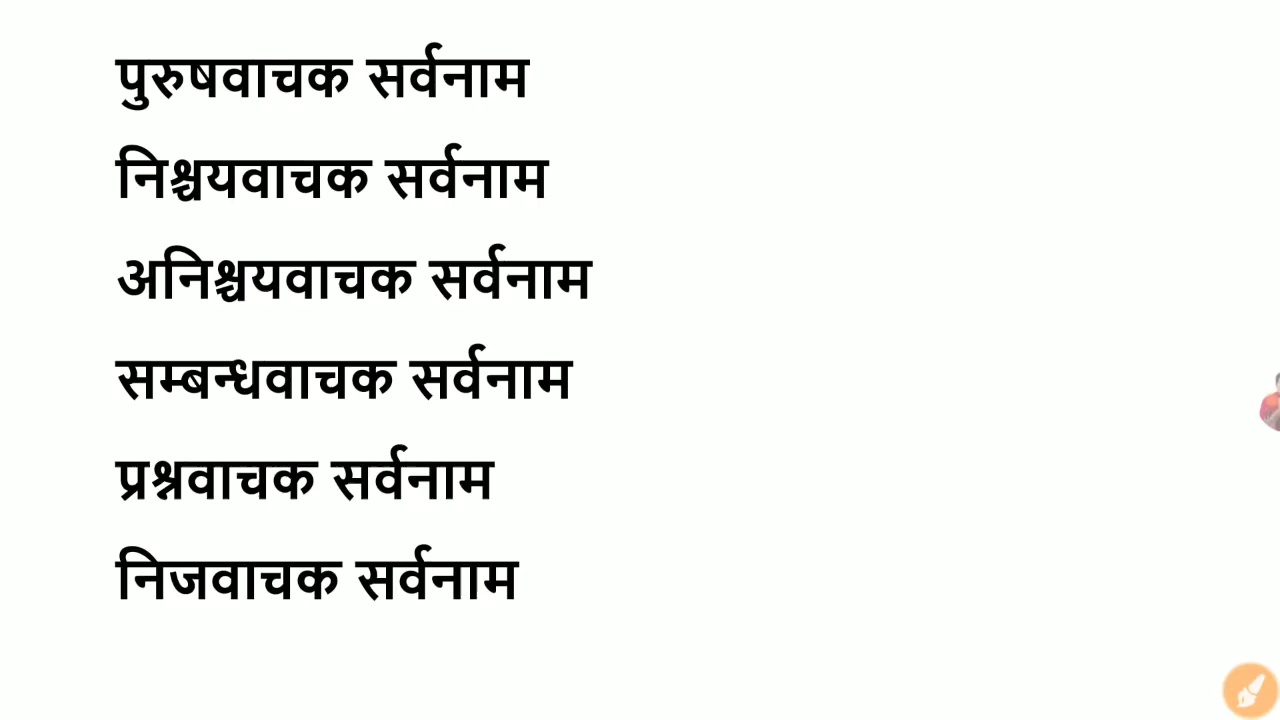 पुरुषवाचक सर्वनाम
निश्चयवाचक सर्वनाम
अनिश्चयवाचक सर्वनाम
सम्बन्धवाचक सर्वनाम
प्रश्नवाचक सर्वनाम
निजवाचक सर्वनाम